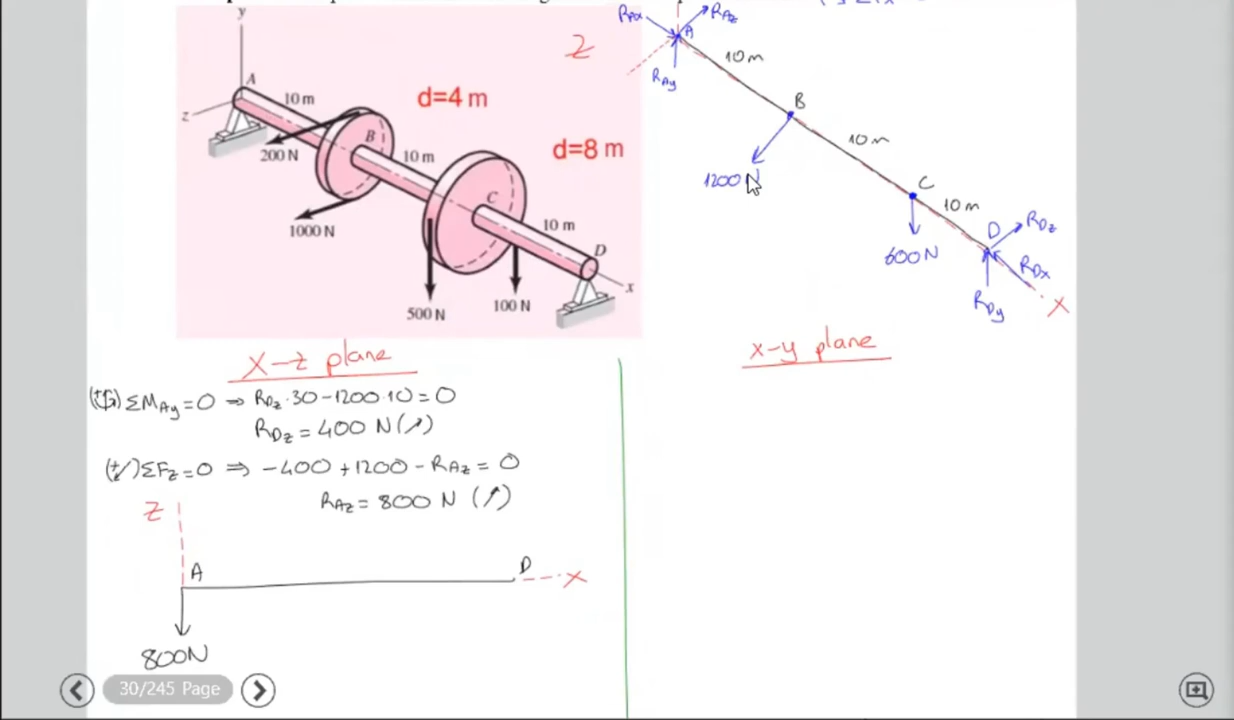 y
A
z
10 m
d=4 m
200 N
B
10 m
d=8 m
1000 N
C
10 m
D
x
500 N
100 N
Z
RAx
RAz
A
RAy
10 m
B
1200 N
10 m
C
10 m
600 N
D
RDz
RDx
RDy
X
X-z plane
ΣMAy=0 ⇒ RDz·30-1200·10=0
RDz = 400 N(↗)
ΣFz=0 ⇒ -400+1200-RAz=0
RAz = 800 N (↗)
Z
A
D
X
800N
x-y plane
30/245 Page